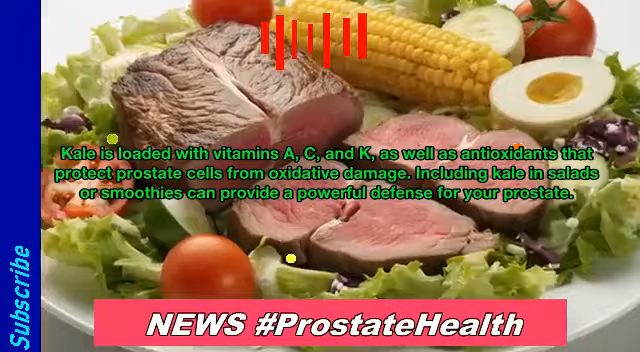 Kale is loaded with vitamins A, C, and K, as well as antioxidants that
protect prostate cells from oxidative damage. Including kale in salads
or smoothies can provide a powerful defense for your prostate.
Subscribe
NEWS #ProstateHealth